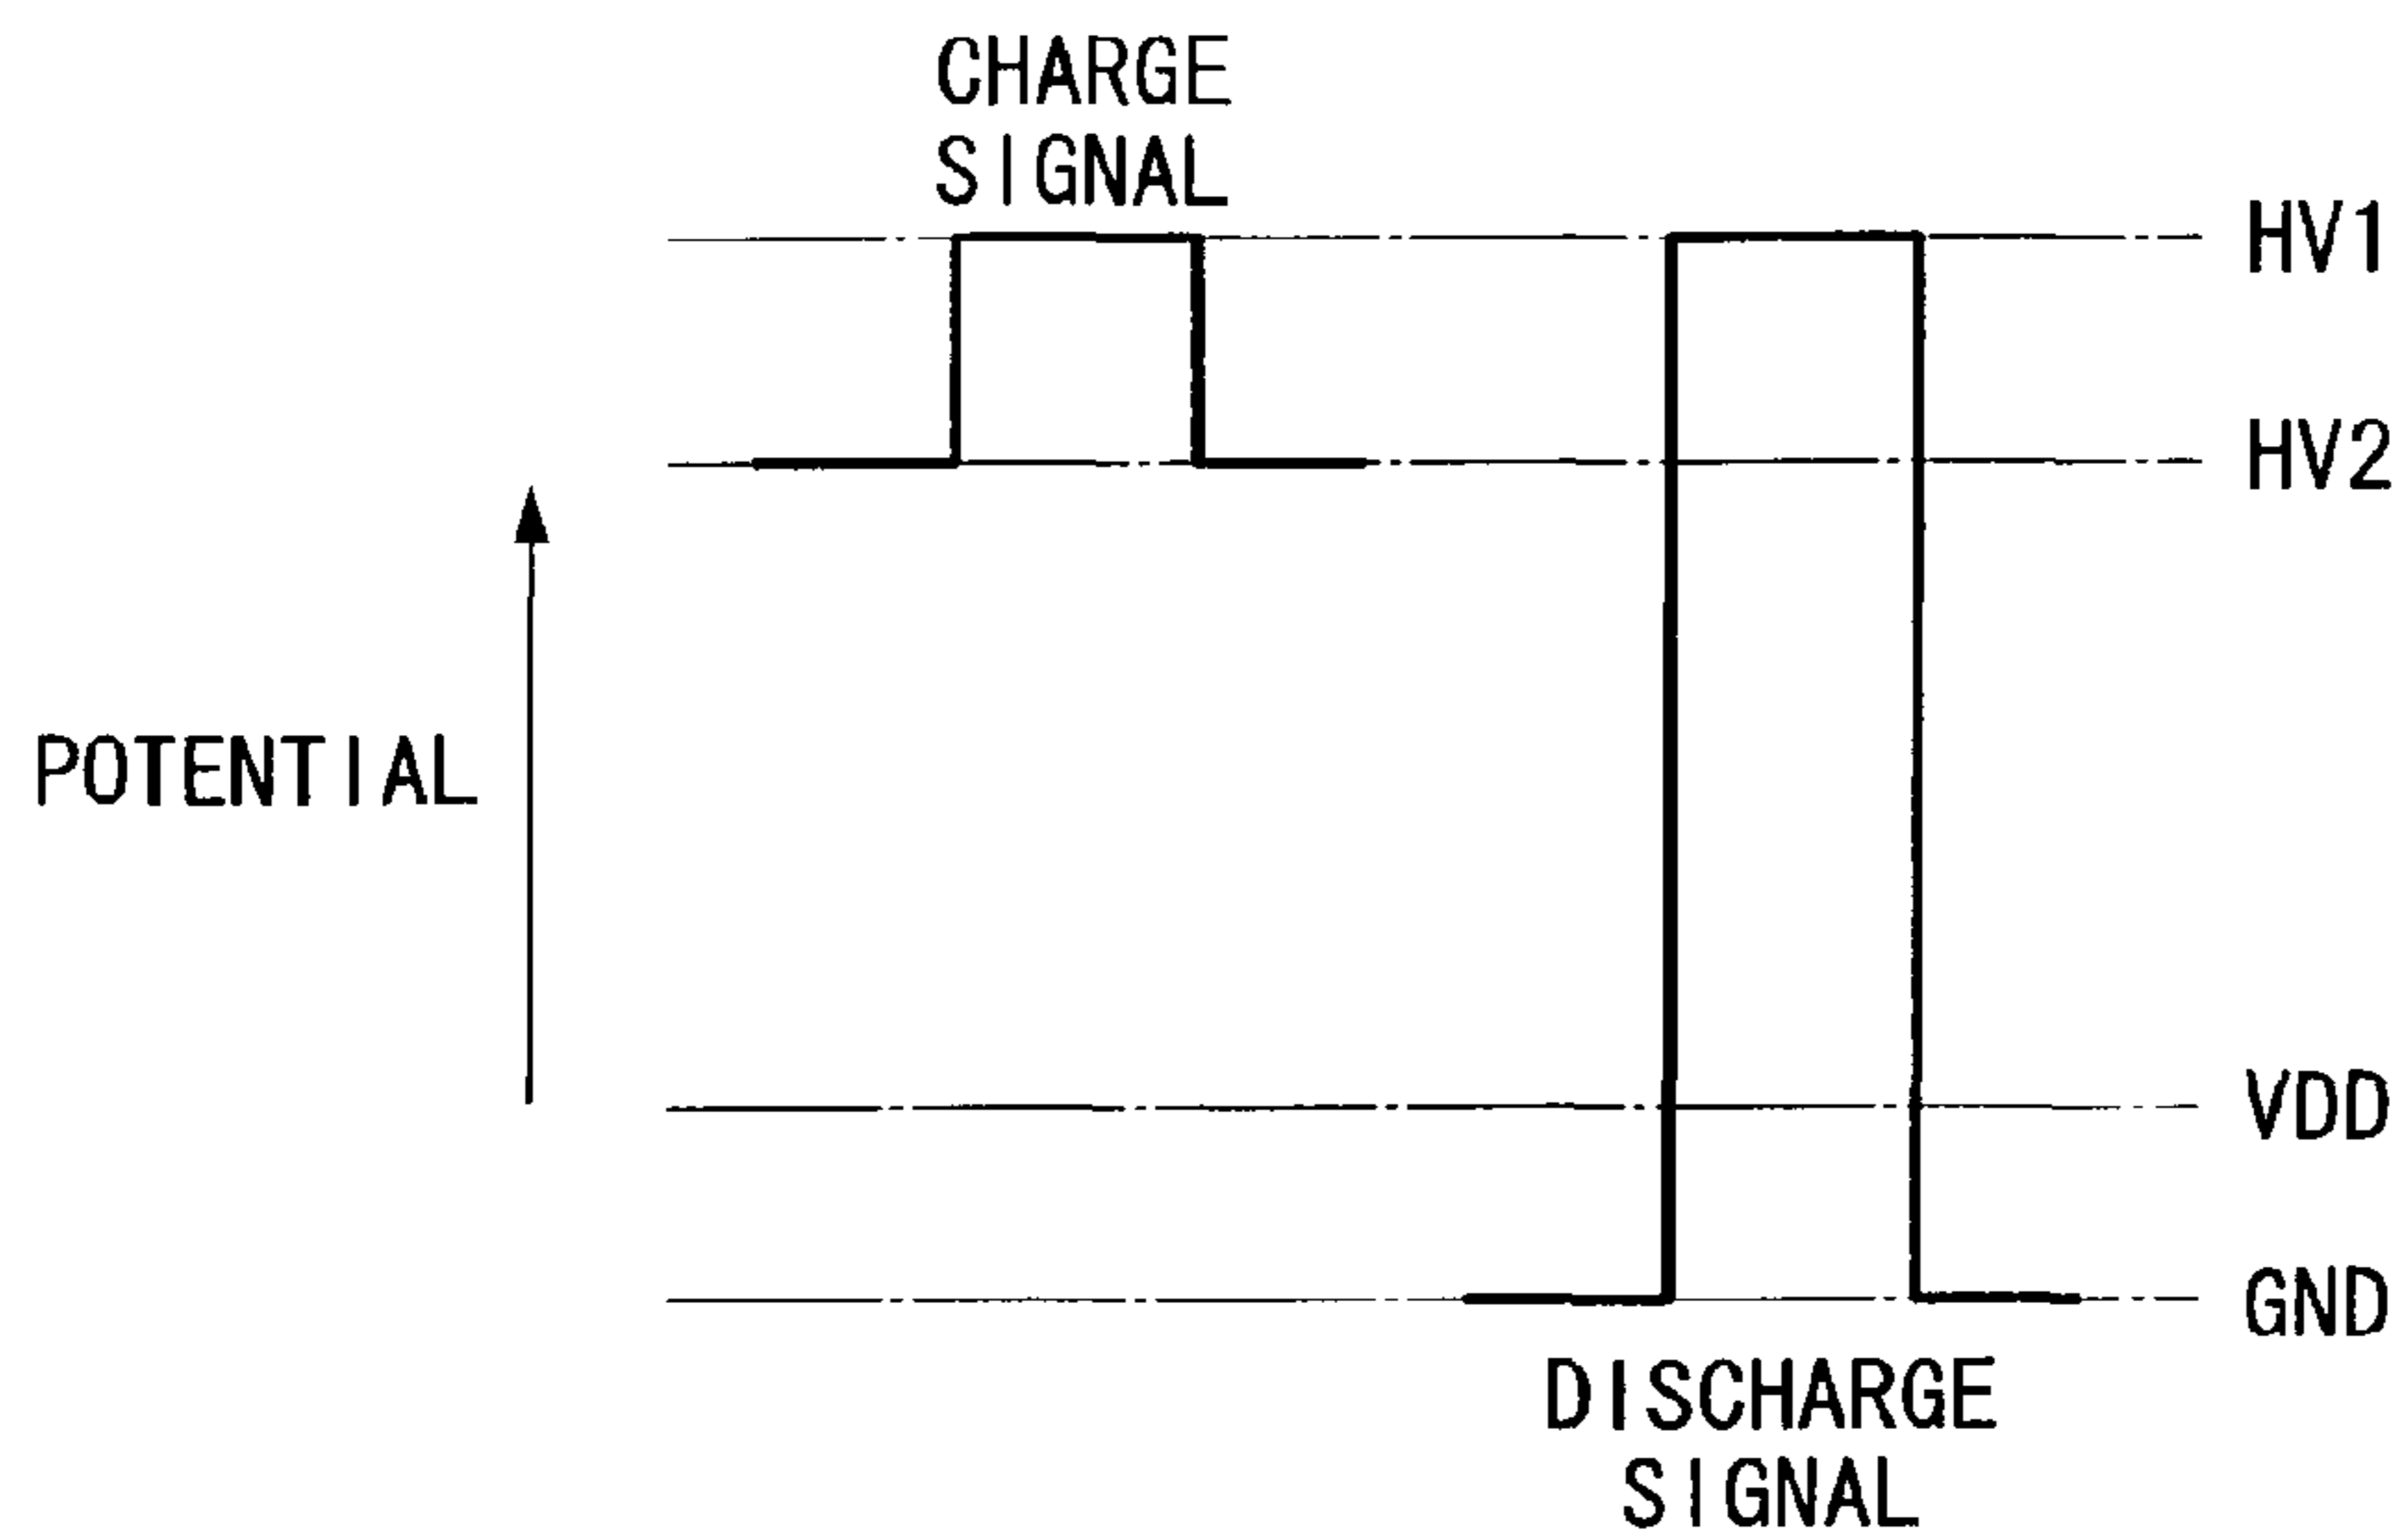 CHARGE
SIGNAL
HV1
HV2
POTENTIAL
VDD
GND
DISCHARGE
SIGNAL